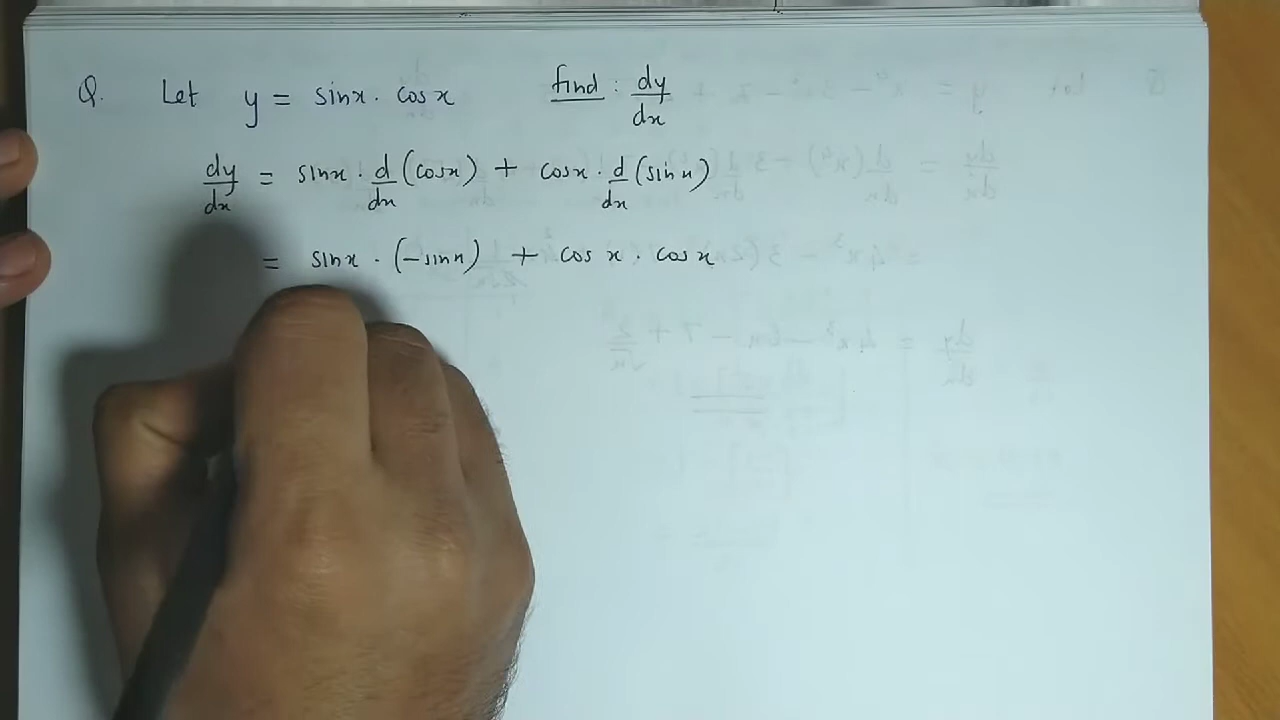 Q. Let y = sinx . cosx find : dy/dx
dy/dx = sinx . d/dx (cosx) + cosx . d/dx (sinx)
= sinx . (-sinx) + cosx . cosx